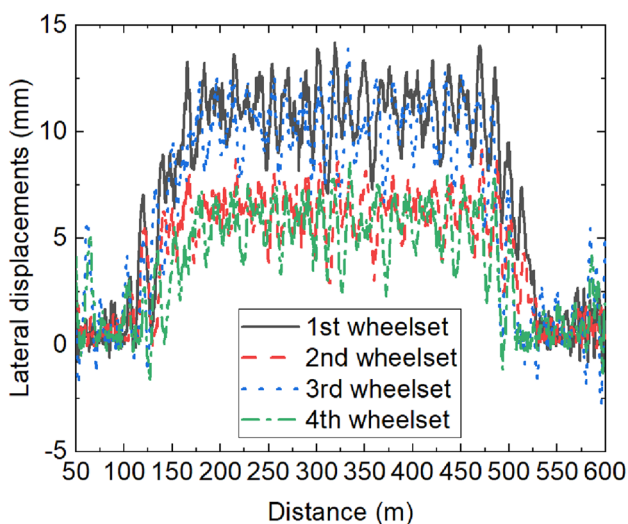 15
10
5
0
-5
Lateral displacements (mm)
1st wheelset
2nd wheelset
3rd wheelset
4th wheelset
50 100 150 200 250 300 350 400 450 500 550 600
Distance (m)